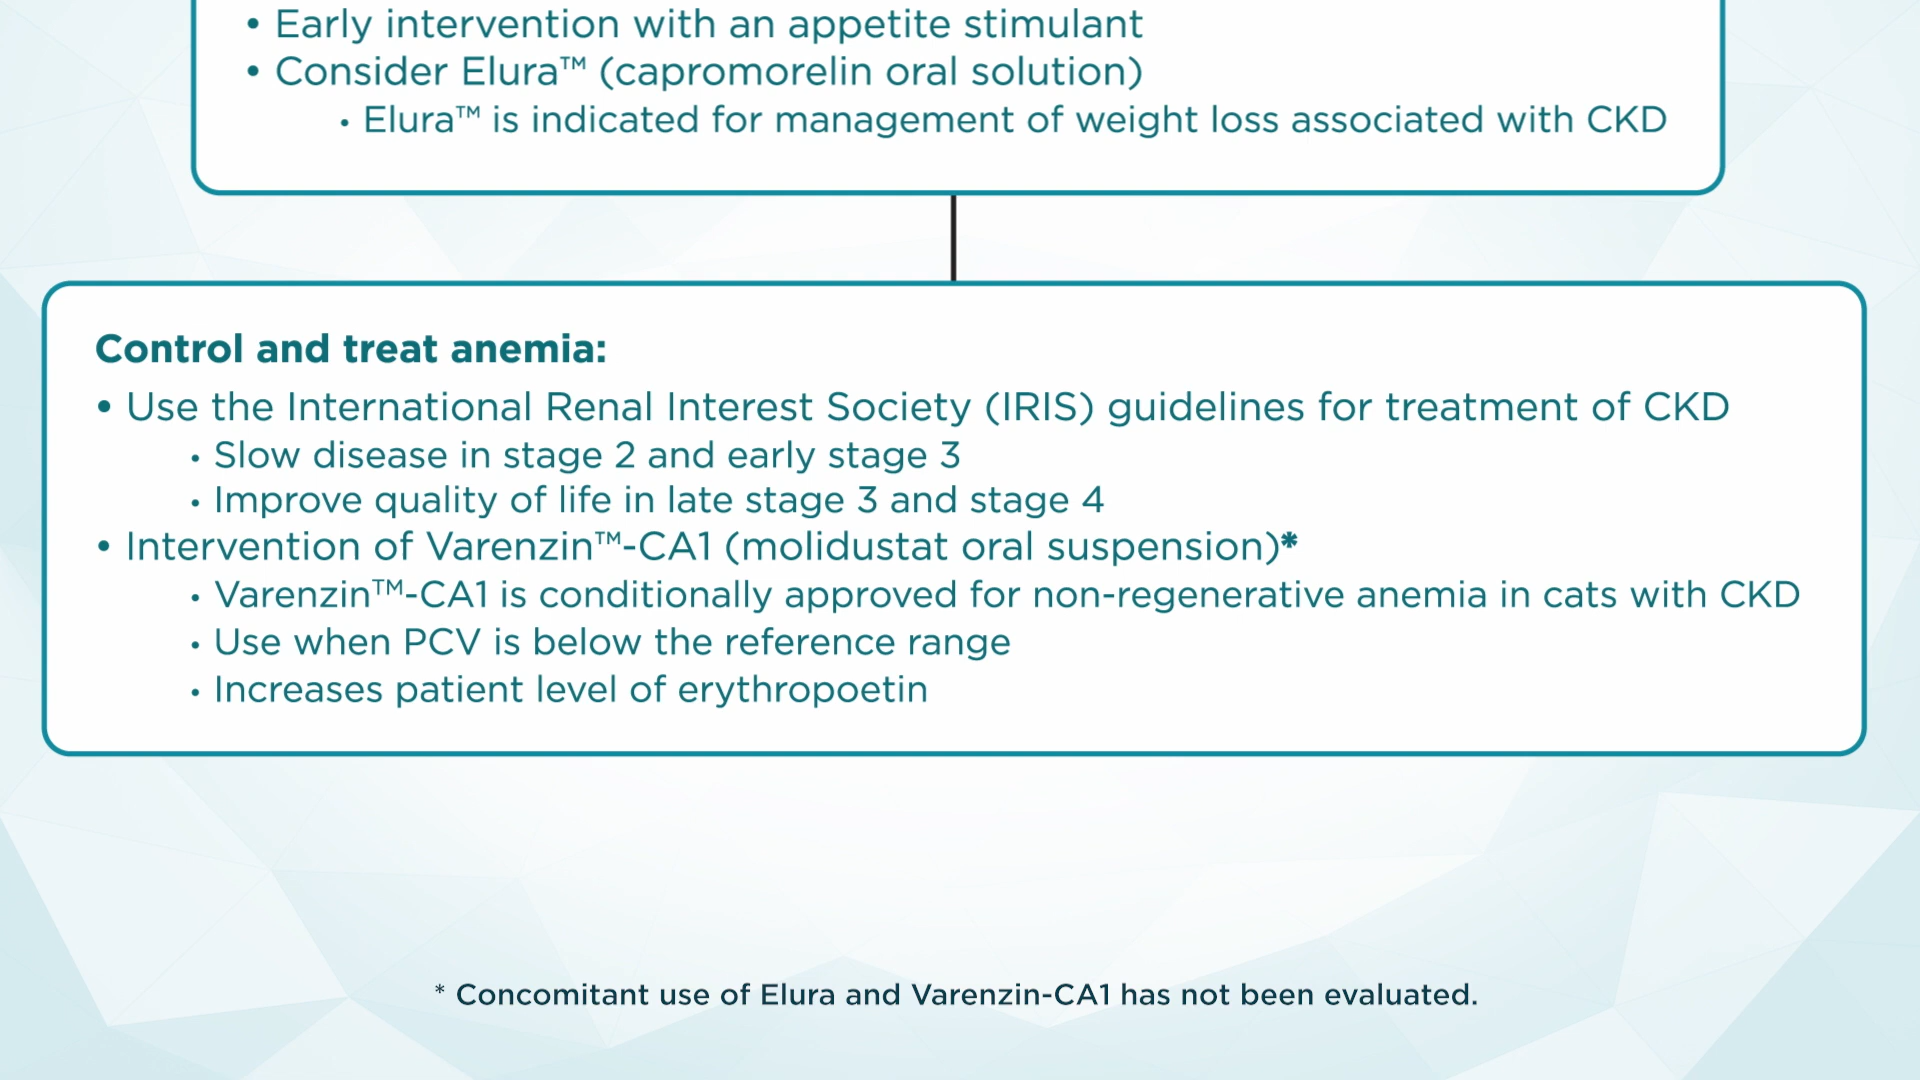 • Early intervention with an appetite stimulant
• Consider Elura™ (capromorelin oral solution)
• Elura™ is indicated for management of weight loss associated with CKD
Control and treat anemia:
• Use the International Renal Interest Society (IRIS) guidelines for treatment of CKD
• Slow disease in stage 2 and early stage 3
• Improve quality of life in late stage 3 and stage 4
• Intervention of Varenzin™-CA1 (molidustat oral suspension)*
• Varenzin™-CA1 is conditionally approved for non-regenerative anemia in cats with CKD
• Use when PCV is below the reference range
• Increases patient level of erythropoetin
* Concomitant use of Elura and Varenzin-CA1 has not been evaluated.